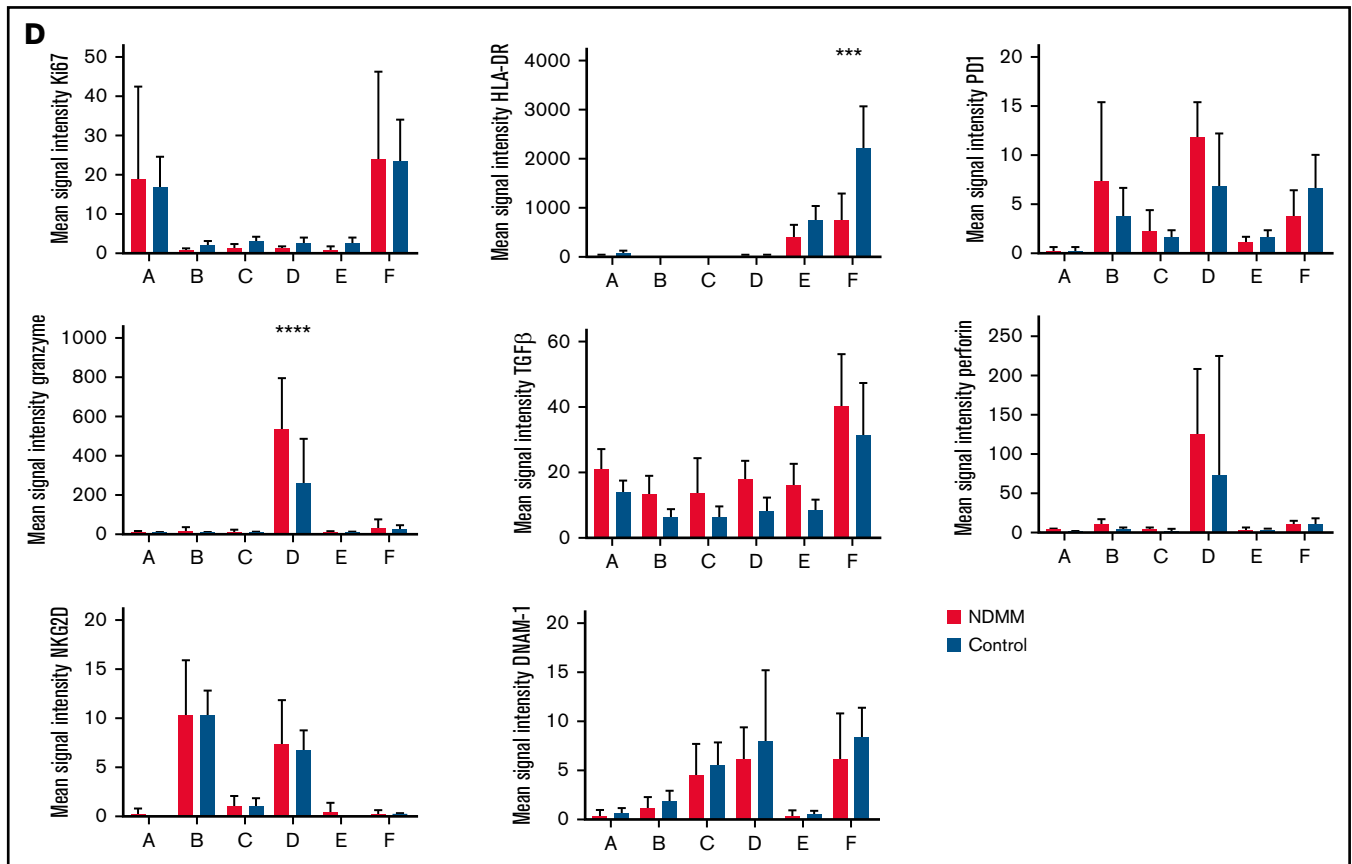 D
Mean signal intensity Ki67
50
40
30
20
10
0
A B C D E F
Mean signal intensity HLA-DR
4000
3000
2000
1000
0
***
A B C D E F
Mean signal intensity PD1
20
15
10
5
0
A B C D E F
Mean signal intensity granzyme
1000
800
600
400
200
0
****
A B C D E F
Mean signal intensity TGFβ
60
40
20
0
A B C D E F
Mean signal intensity perforin
250
200
150
100
50
0
A B C D E F
Mean signal intensity NKG2D
20
15
10
5
0
A B C D E F
Mean signal intensity DNAM-1
20
15
10
5
0
A B C D E F
NDMM
Control